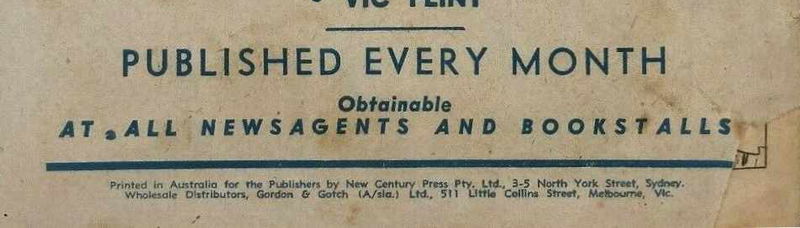 VIC FLINT
PUBLISHED EVERY MONTH
Obtainable
AT ALL NEWSAGENTS AND BOOKSTALLS
Printed in Australia for the Publishers by New Century Press Pty. Ltd., 3-5 North York Street, Sydney.
Wholesale Distributors, Gordon & Gotch (A/sia.) Ltd., 511 Little Collins Street, Melbourne, Vic.